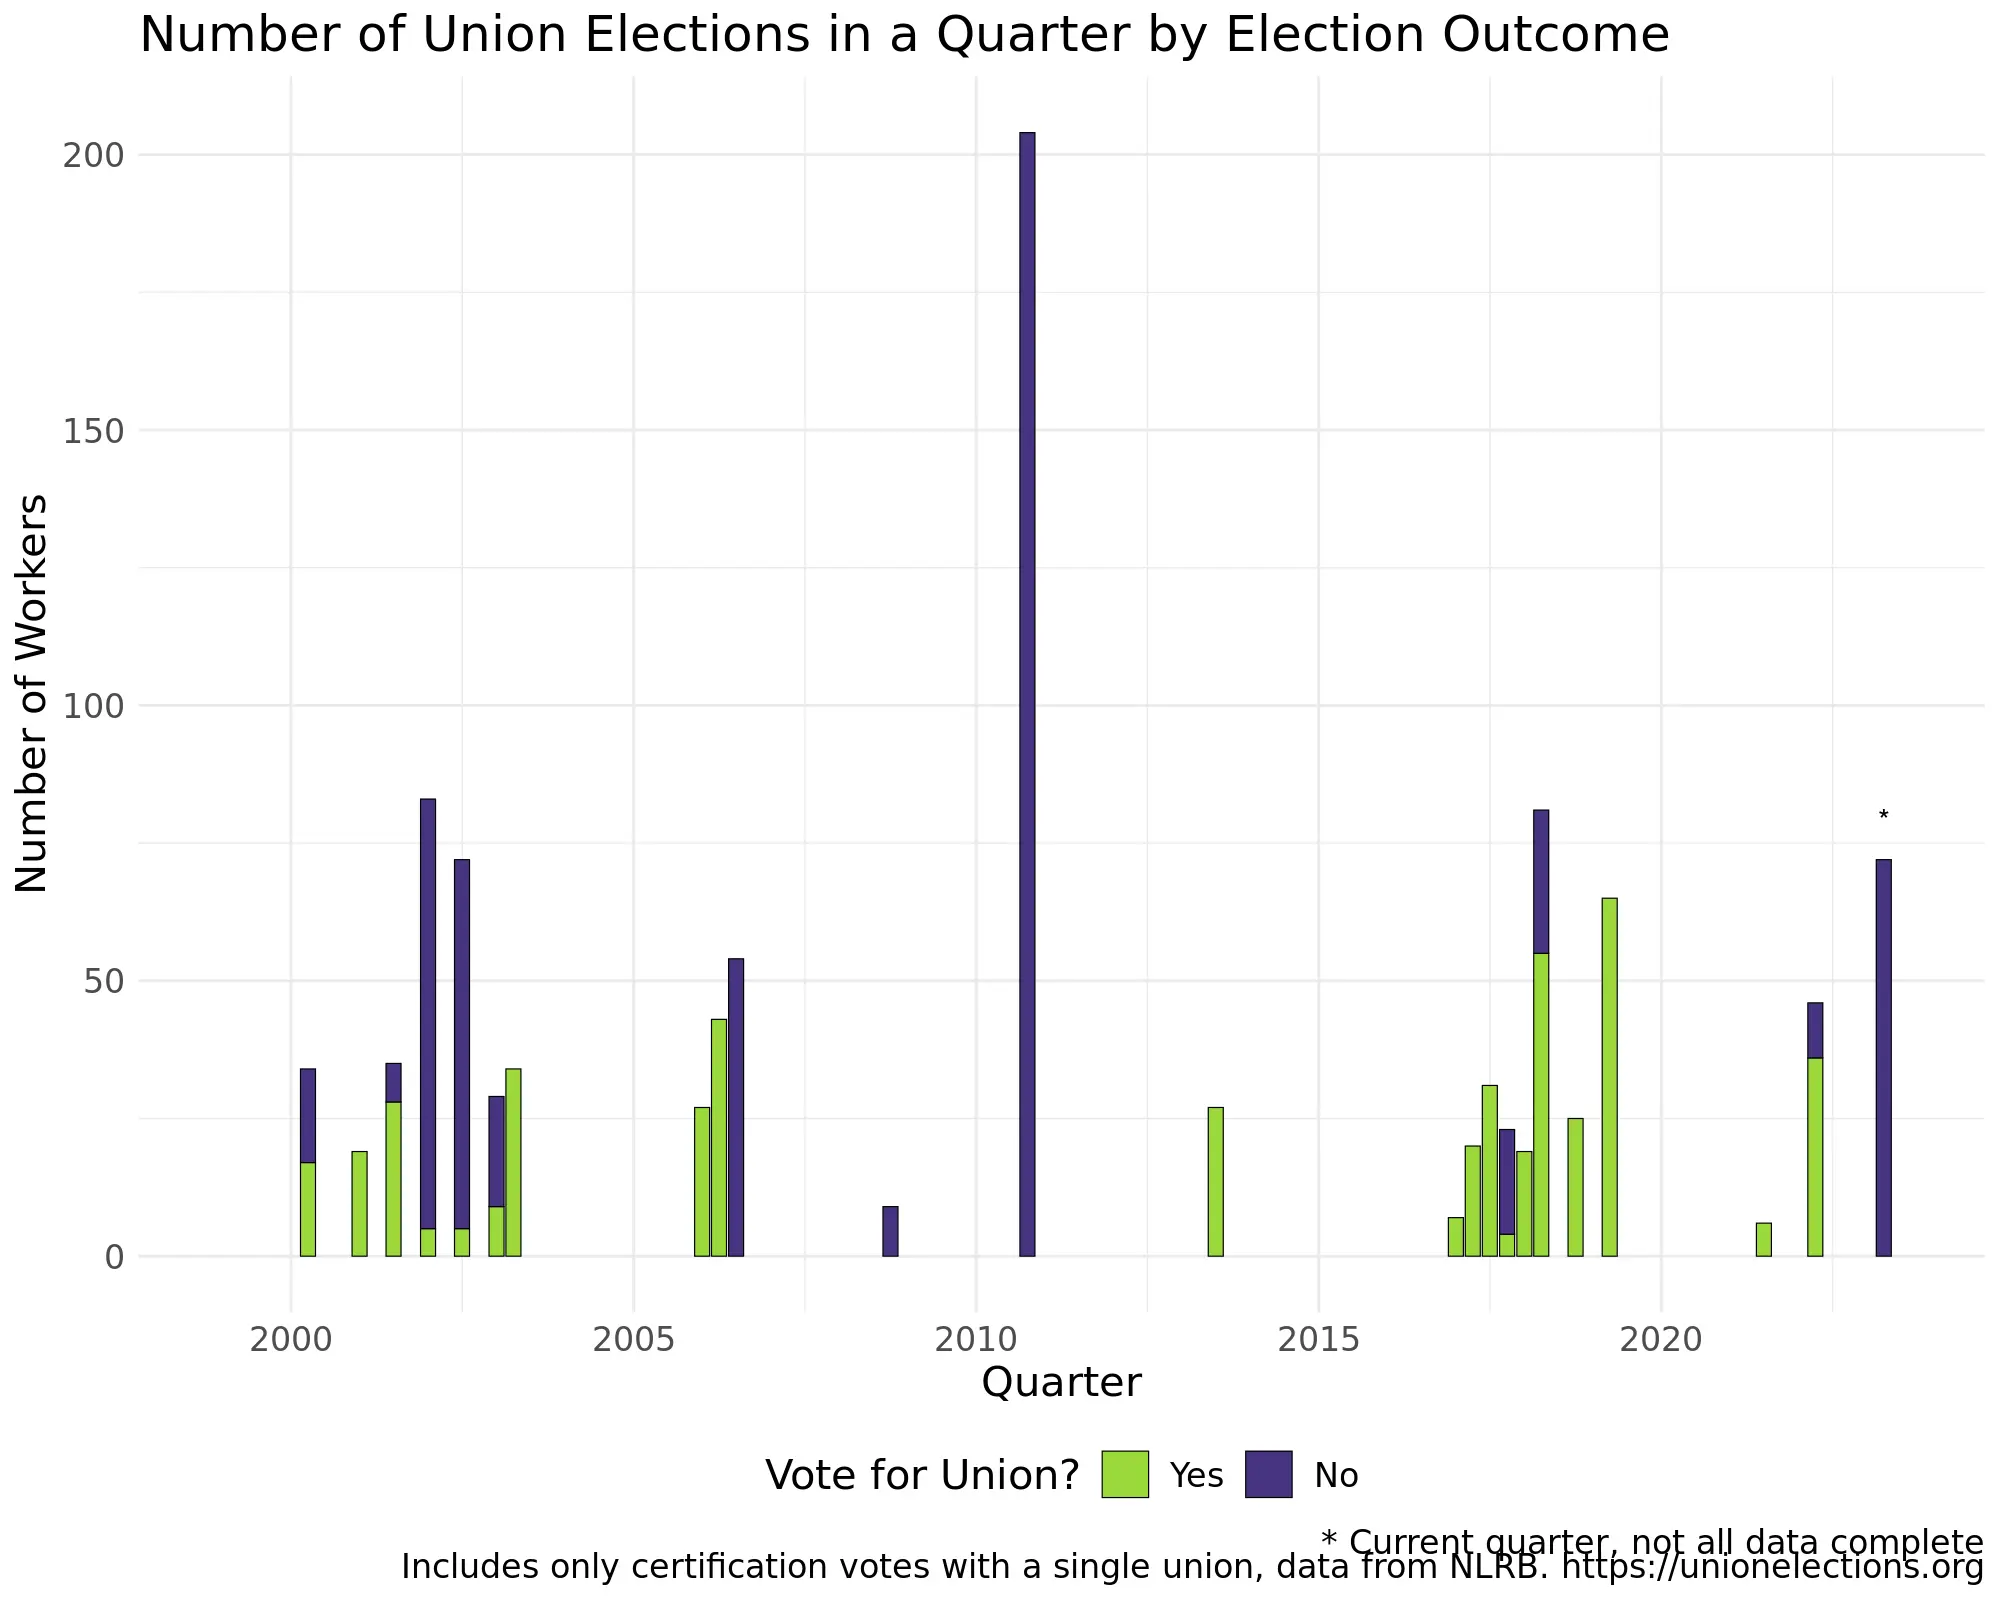 Number of Union Elections in a Quarter by Election Outcome
Number of Workers
200
150
100
50
0
*
2000 2005 2010 2015 2020
Quarter
Vote for Union? Yes No
* Current quarter, not all data complete
Includes only certification votes with a single union, data from NLRB. https://unionelections.org